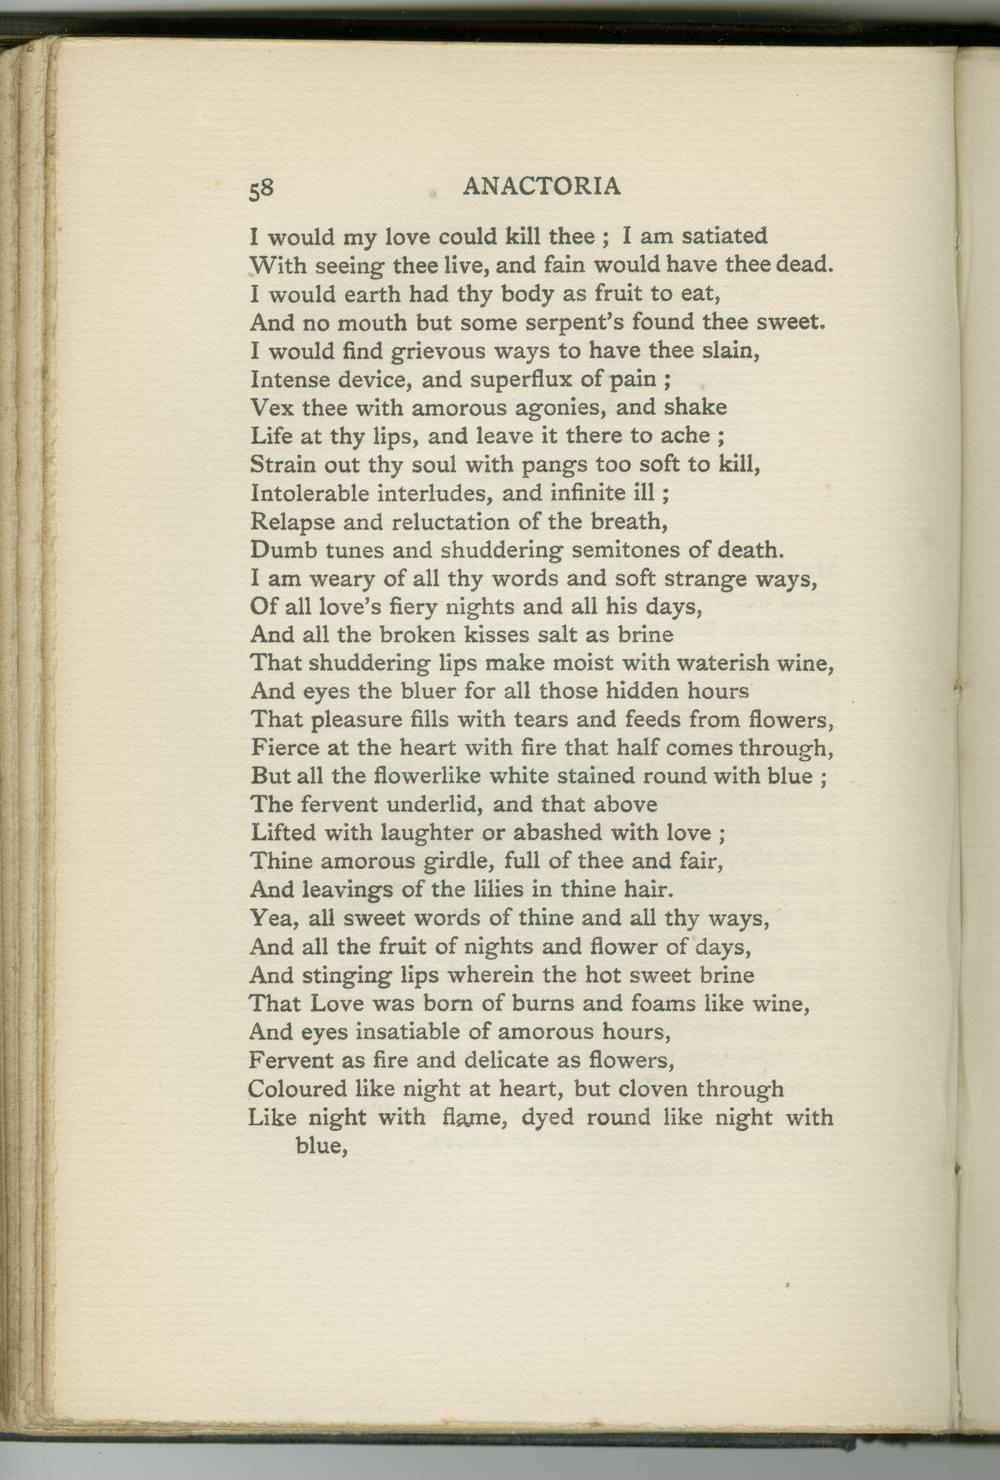 58 ANACTORIA
I would my love could kill thee ; I am satiated
With seeing thee live, and fain would have thee dead.
I would earth had thy body as fruit to eat,
And no mouth but some serpent's found thee sweet.
I would find grievous ways to have thee slain,
Intense device, and superflux of pain ;
Vex thee with amorous agonies, and shake
Life at thy lips, and leave it there to ache ;
Strain out thy soul with pangs too soft to kill,
Intolerable interludes, and infinite ill ;
Relapse and reluctation of the breath,
Dumb tunes and shuddering semitones of death.
I am weary of all thy words and soft strange ways,
Of all love's fiery nights and all his days,
And all the broken kisses salt as brine
That shuddering lips make moist with waterish wine,
And eyes the bluer for all those hidden hours
That pleasure fills with tears and feeds from flowers,
Fierce at the heart with fire that half comes through,
But all the flowerlike white stained round with blue ;
The fervent underlid, and that above
Lifted with laughter or abashed with love ;
Thine amorous girdle, full of thee and fair,
And leavings of the lilies in thine hair.
Yea, all sweet words of thine and all thy ways,
And all the fruit of nights and flower of days,
And stinging lips wherein the hot sweet brine
That Love was born of burns and foams like wine,
And eyes insatiable of amorous hours,
Fervent as fire and delicate as flowers,
Coloured like night at heart, but cloven through
Like night with flame, dyed round like night with
blue,